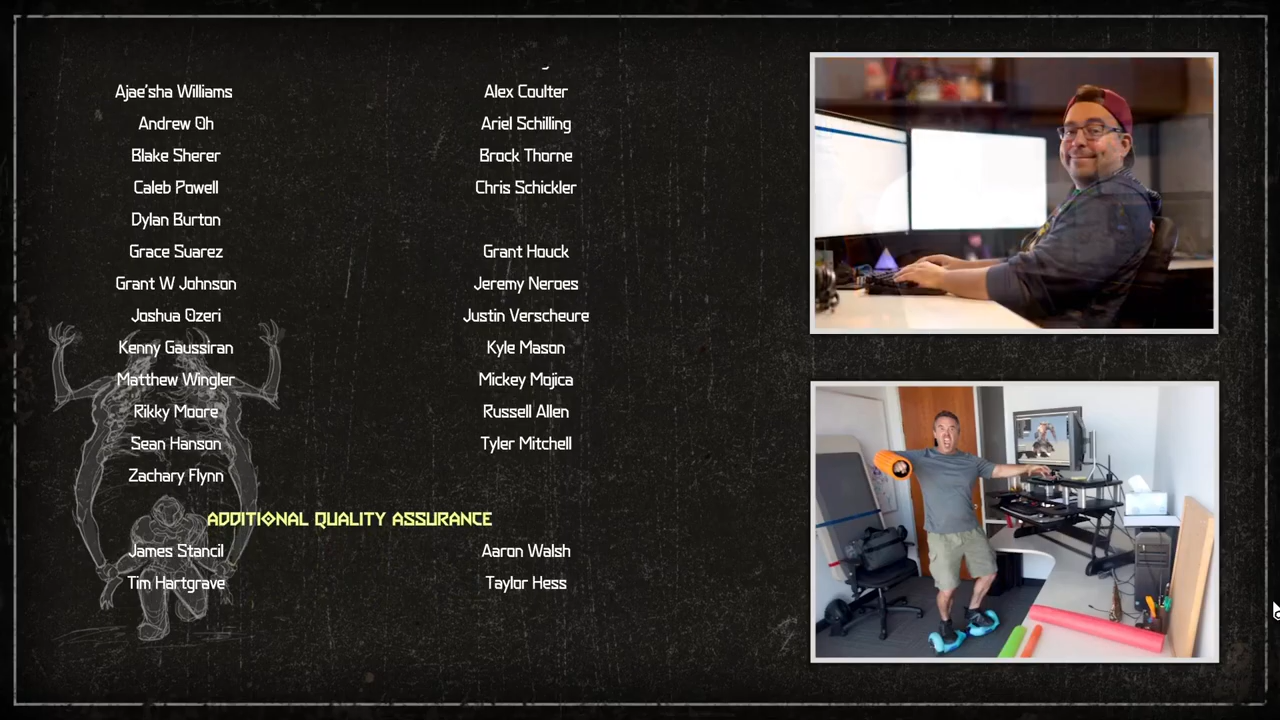 Ajae'sha Williams Alex Coulter
Andrew Oh Ariel Schilling
Blake Sherer Brock Thorne
Caleb Powell Chris Schickler
Dylan Burton
Grace Suarez Grant Houck
Grant W Johnson Jeremy Neroes
Joshua Ozeri Justin Verscheure
Kenny Gaussiran Kyle Mason
Matthew Wingler Mickey Mojica
Rikky Moore Russell Allen
Sean Hanson Tyler Mitchell
Zachary Flynn
ADDITIONAL QUALITY ASSURANCE
James Stancil Aaron Walsh
Tim Hartgrave Taylor Hess